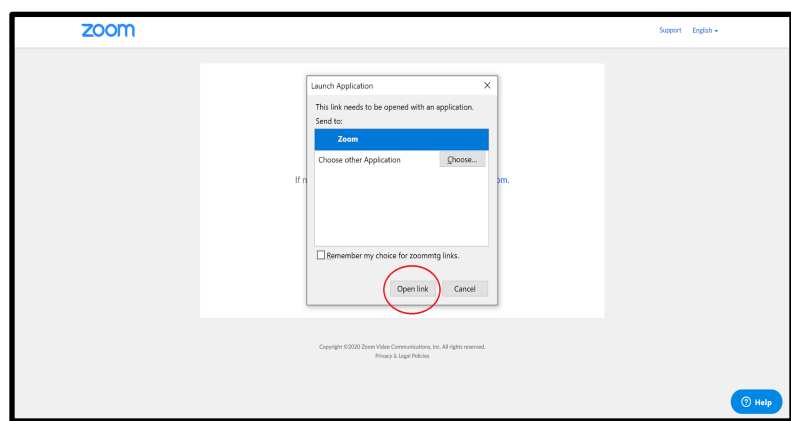 zoom
Support English
Launch Application
This link needs to be opened with an application.
Send to:
Zoom
Choose other Application Choose...
If n om.
Remember my choice for zoommtg links.
Open link Cancel
Copyright ©2020 Zoom Video Communications, Inc. All rights reserved.
Privacy & Legal Policies
Help